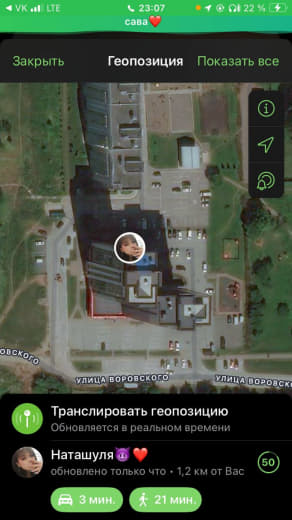 VK LTE 23:07 22 %
сава❤️
Закрыть Геопозиция Показать все
ОВСКОГО
УЛИЦА ВОРОВСКОГО
УЛИЦА ВОРОВСК
Транслировать геопозицию
Обновляется в реальном времени
Наташуля😈❤️
обновлено только что • 1,2 км от Вас
50
3 мин. 21 мин.